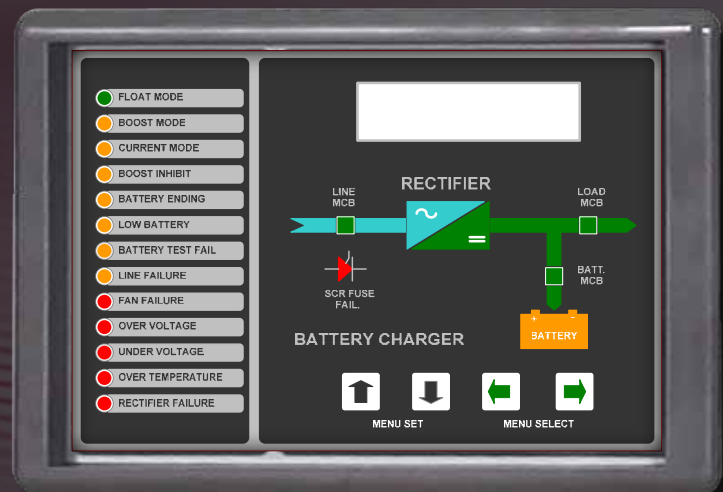 FLOAT MODE
BOOST MODE
CURRENT MODE
BOOST INHIBIT
BATTERY ENDING
LOW BATTERY
BATTERY TEST FAIL
LINE FAILURE
FAN FAILURE
OVER VOLTAGE
UNDER VOLTAGE
OVER TEMPERATURE
RECTIFIER FAILURE
RECTIFIER
LINE
MCB
LOAD
MCB
BATT.
MCB
SCR FUSE
FAIL.
+ -
BATTERY
BATTERY CHARGER
MENU SET
MENU SELECT